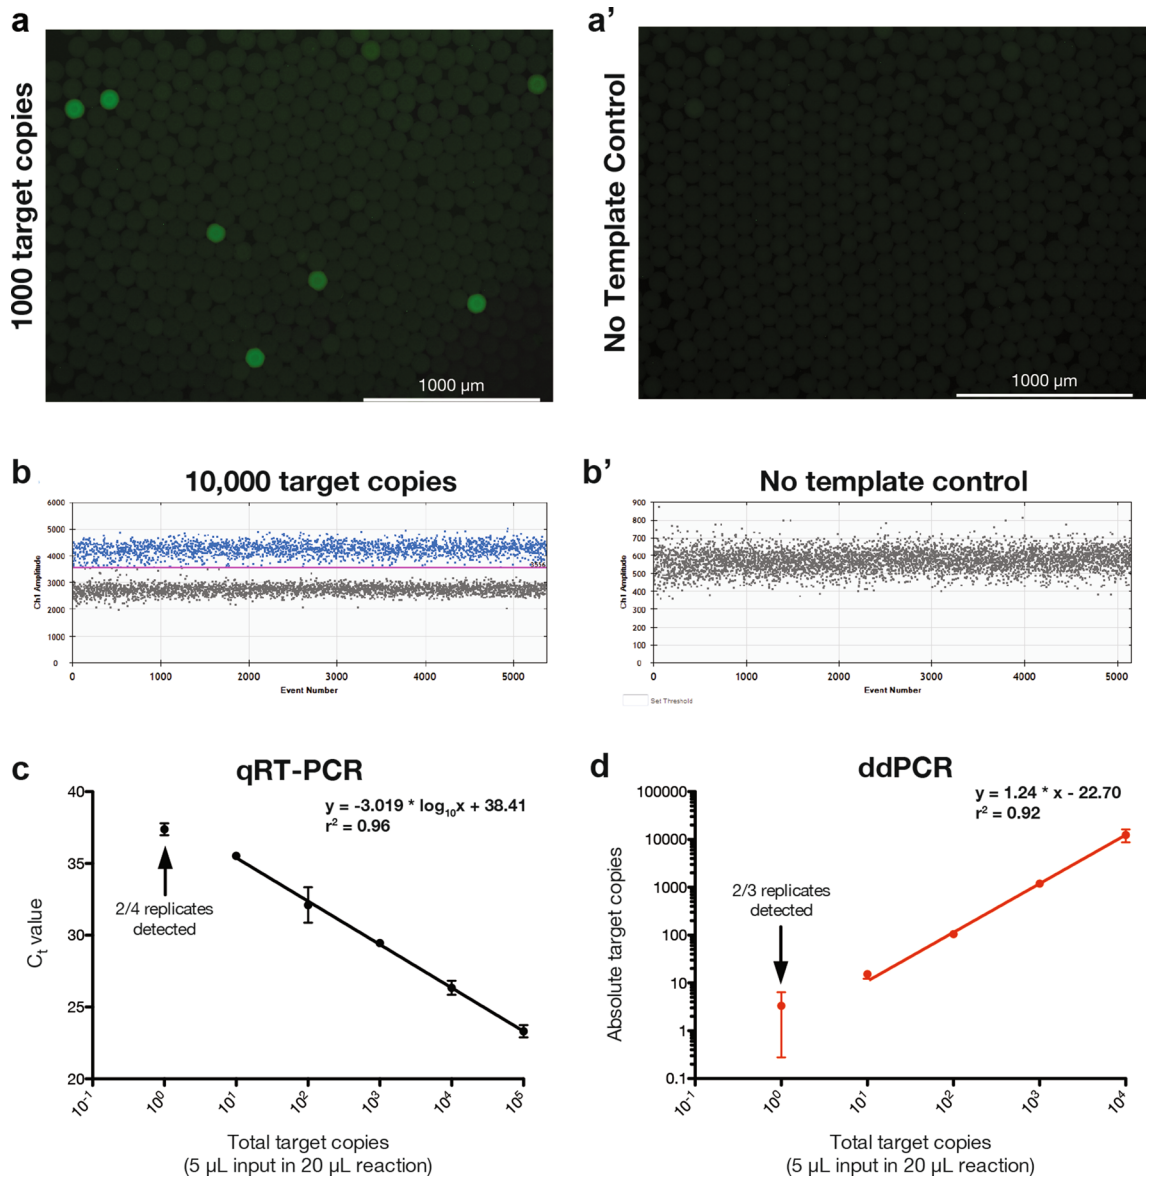 a
1000 target copies
1000 µm
a’
No Template Control
1000 µm
b
10,000 target copies
6000
5000
4000
3000
2000
1000
0
Ch1 Amplitude
0 1000 2000 3000 4000 5000
Event Number
b’
No template control
900
800
700
600
500
400
300
200
100
0
Ch1 Amplitude
0 1000 2000 3000 4000 5000
Event Number
Set Threshold
c
qRT-PCR
y = -3.019 * log10x + 38.41
r² = 0.96
40
35
30
25
20
Ct value
2/4 replicates
detected
10⁻¹ 10⁰ 10¹ 10² 10³ 10⁴ 10⁵
Total target copies
(5 µL input in 20 µL reaction)
d
ddPCR
y = 1.24 * x - 22.70
r² = 0.92
100000
10000
1000
100
10
1
0.1
Absolute target copies
2/3 replicates
detected
10⁻¹ 10⁰ 10¹ 10² 10³ 10⁴
Total target copies
(5 µL input in 20 µL reaction)